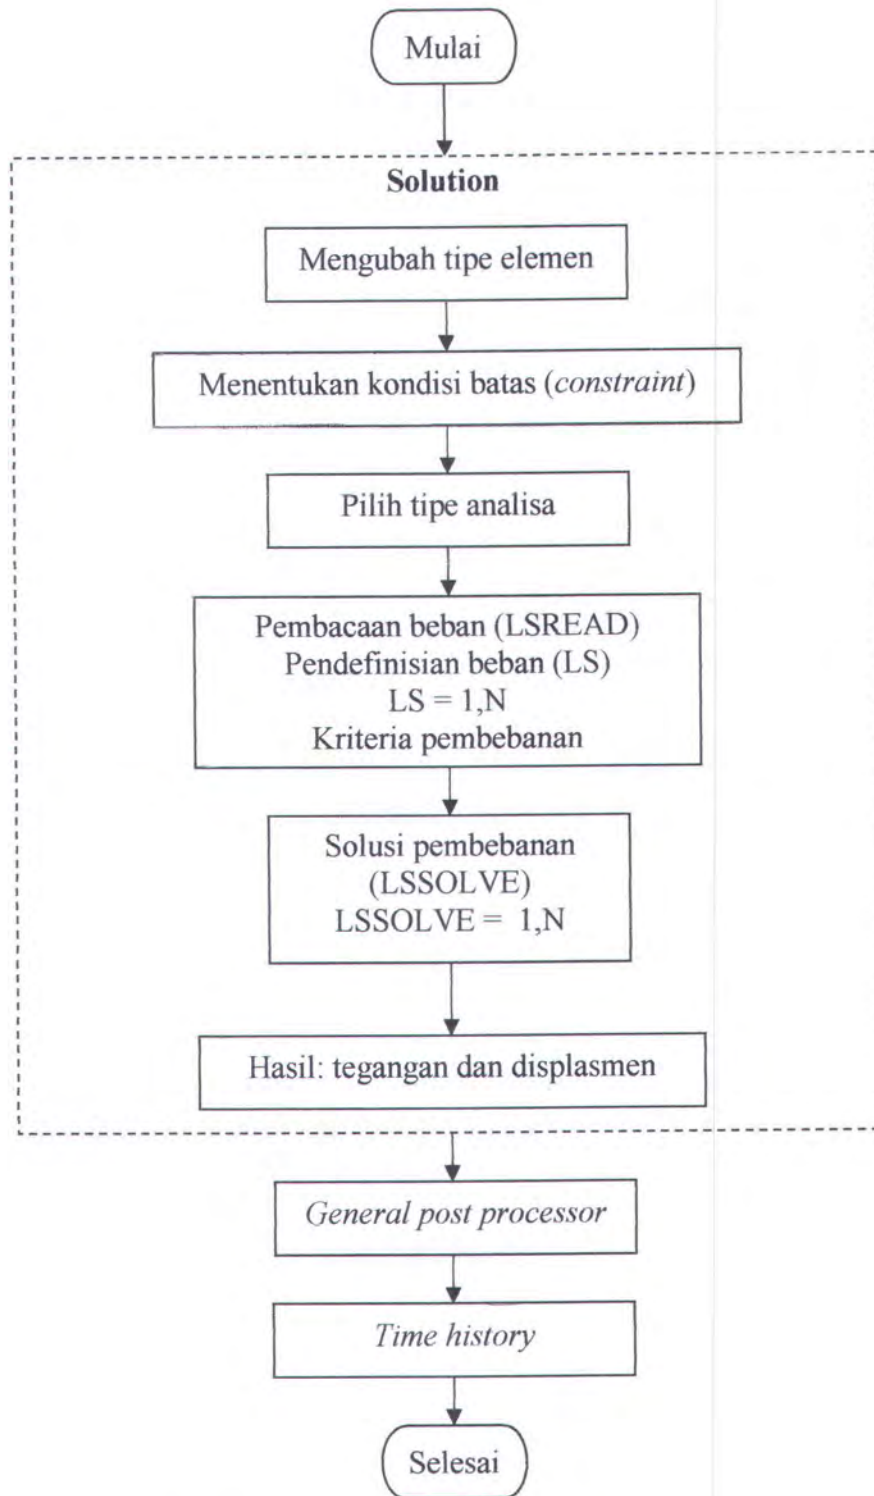 Mulai
Solution
Mengubah tipe elemen
Menentukan kondisi batas (constraint)
Pilih tipe analisa
Pembacaan beban (LSREAD)
Pendefinisian beban (LS)
LS = 1,N
Kriteria pembebanan
Solusi pembebanan
(LSSOLVE)
LSSOLVE = 1,N
Hasil: tegangan dan displasmen
General post processor
Time history
Selesai